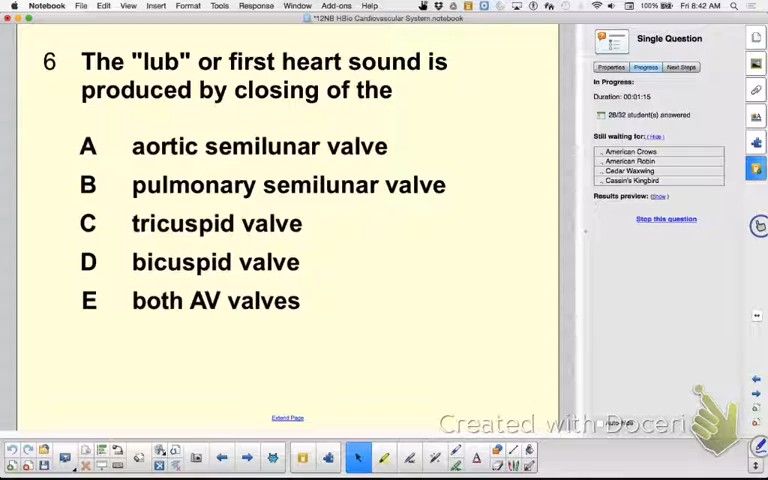 Notebook File Edit View Insert Format Tools Response Window Add-ons Help 100% Fri 8:42 AM
*12NB HBio Cardiovascular System.notebook
6 The "lub" or first heart sound is
produced by closing of the
A aortic semilunar valve
B pulmonary semilunar valve
C tricuspid valve
D bicuspid valve
E both AV valves
Extend Page
Single Question
Properties Progress Next Steps
In Progress:
Duration: 00:01:15
28/32 student(s) answered
Still waiting for: (Hide)
., American Crows
., American Robin
., Cedar Waxwing
., Cassin's Kingbird
Results preview: (Show)
Stop this question
Created with Doceri